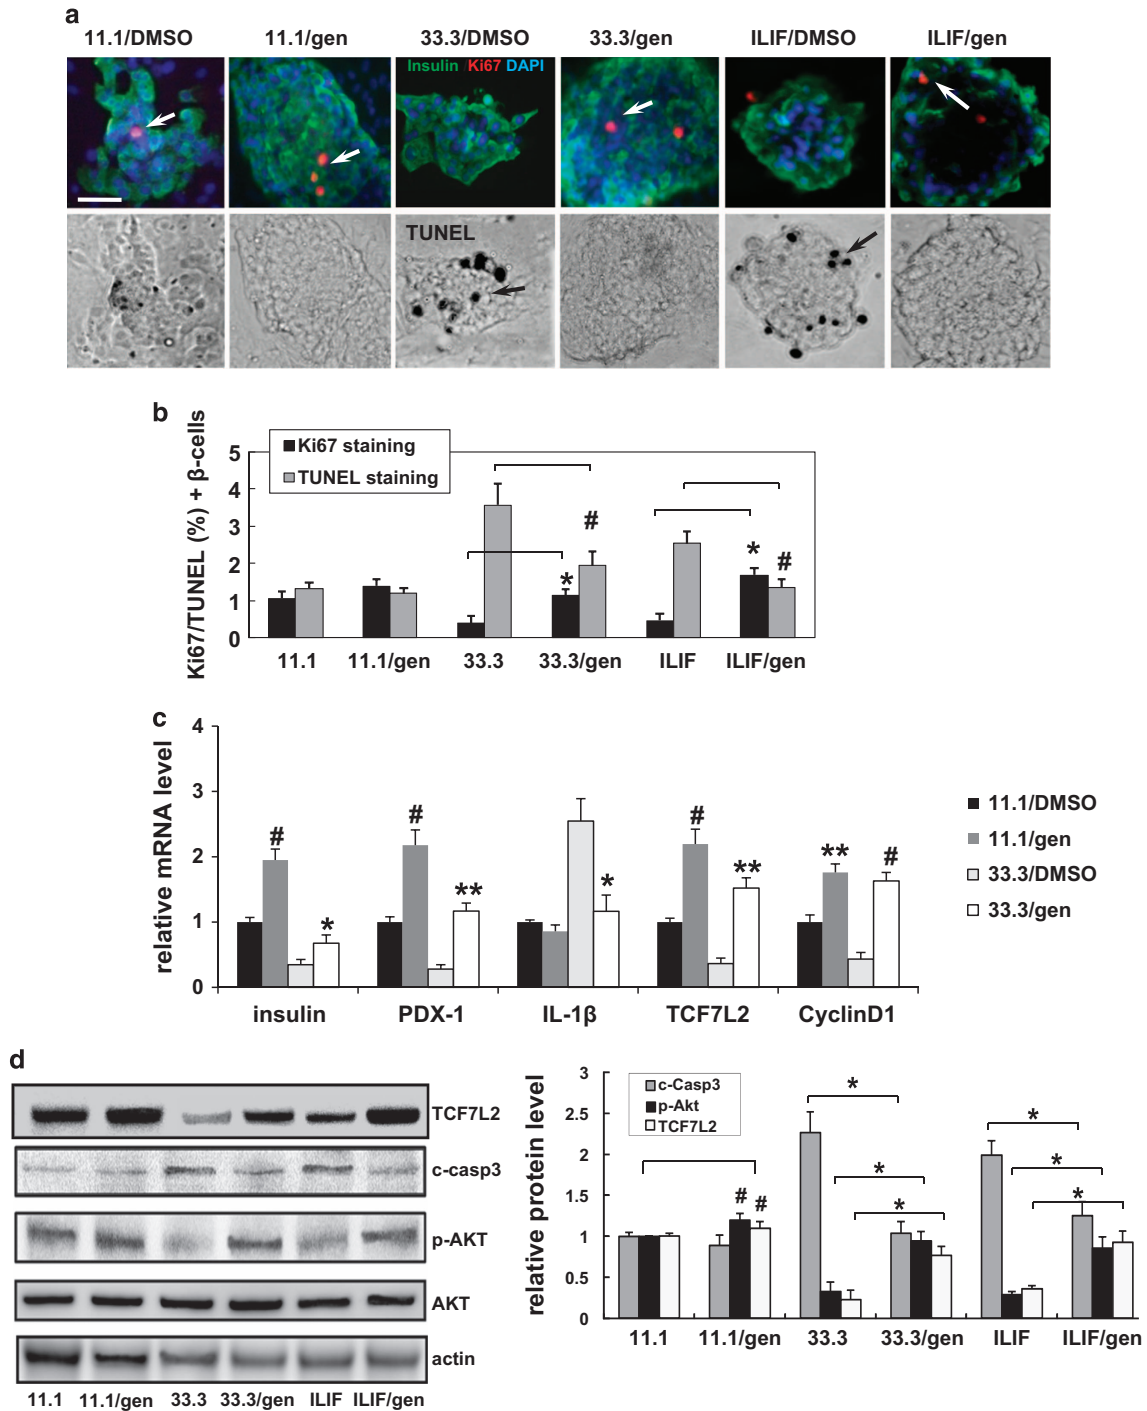 a
11.1/DMSO 11.1/gen 33.3/DMSO 33.3/gen ILIF/DMSO ILIF/gen
Insulin /Ki67 DAPI
TUNEL
b
Ki67/TUNEL (%) + β-cells
Ki67 staining
TUNEL staining
5
4
3
2
1
0
#
*
*
#
11.1 11.1/gen 33.3 33.3/gen ILIF ILIF/gen
c
relative mRNA level
4
3
2
1
0
# * # ** * # ** ** #
insulin PDX-1 IL-1β TCF7L2 CyclinD1
11.1/DMSO
11.1/gen
33.3/DMSO
33.3/gen
d
TCF7L2
c-casp3
p-AKT
AKT
actin
11.1 11.1/gen 33.3 33.3/gen ILIF ILIF/gen
relative protein level
3
2.5
2
1.5
1
0.5
0
c-Casp3
p-Akt
TCF7L2
# #
* * *
* * *
11.1 11.1/gen 33.3 33.3/gen ILIF ILIF/gen